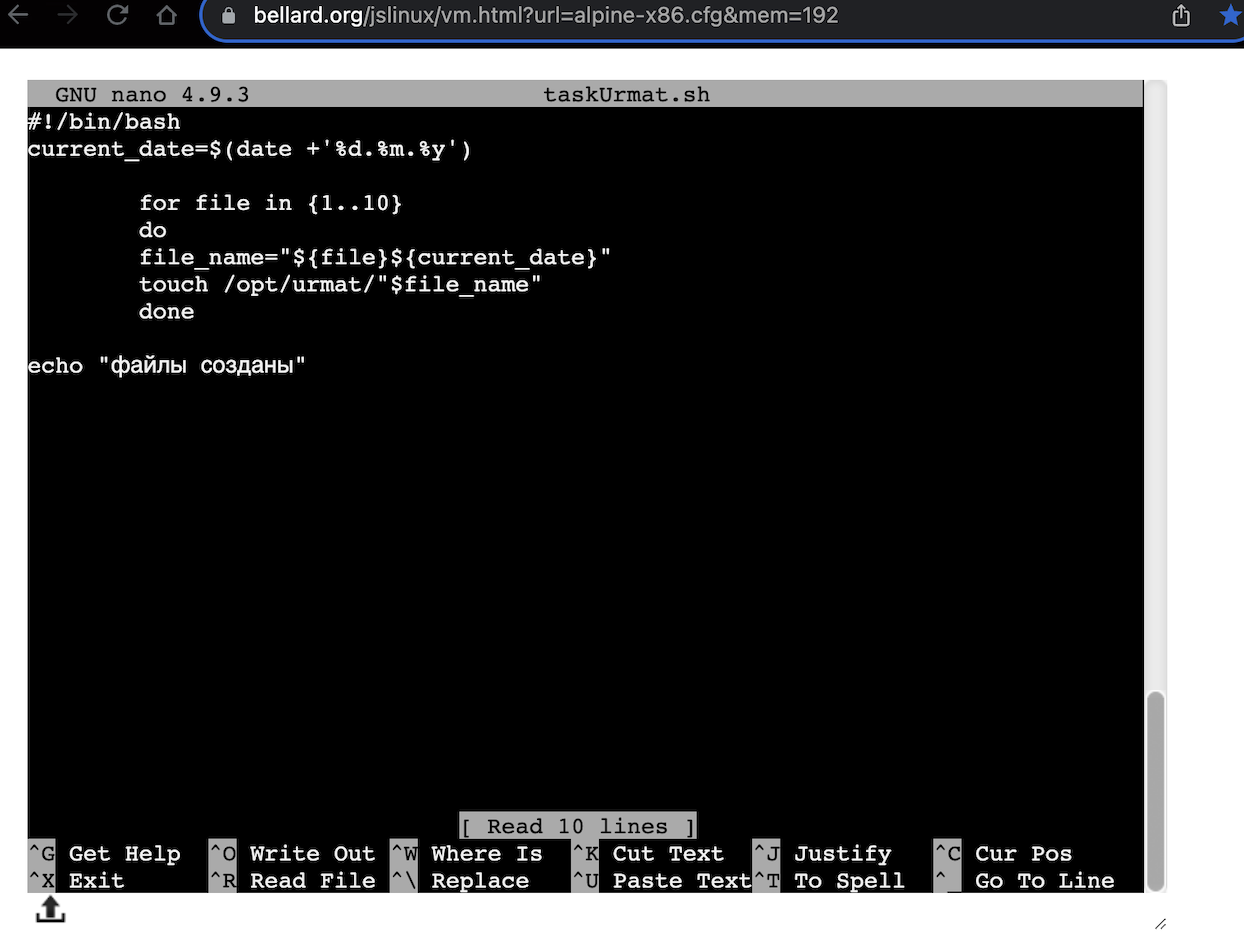 bellard.org/jslinux/vm.html?url=alpine-x86.cfg&mem=192
GNU nano 4.9.3 taskUrmat.sh
#!/bin/bash
current_date=$(date +'%d.%m.%y')
for file in {1..10}
do
file_name="${file}${current_date}"
touch /opt/urmat/"$file_name"
done
echo "файлы созданы"
[ Read 10 lines ]
^G Get Help ^O Write Out ^W Where Is ^K Cut Text ^J Justify ^C Cur Pos
^X Exit ^R Read File ^\ Replace ^U Paste Text ^T To Spell ^_ Go To Line